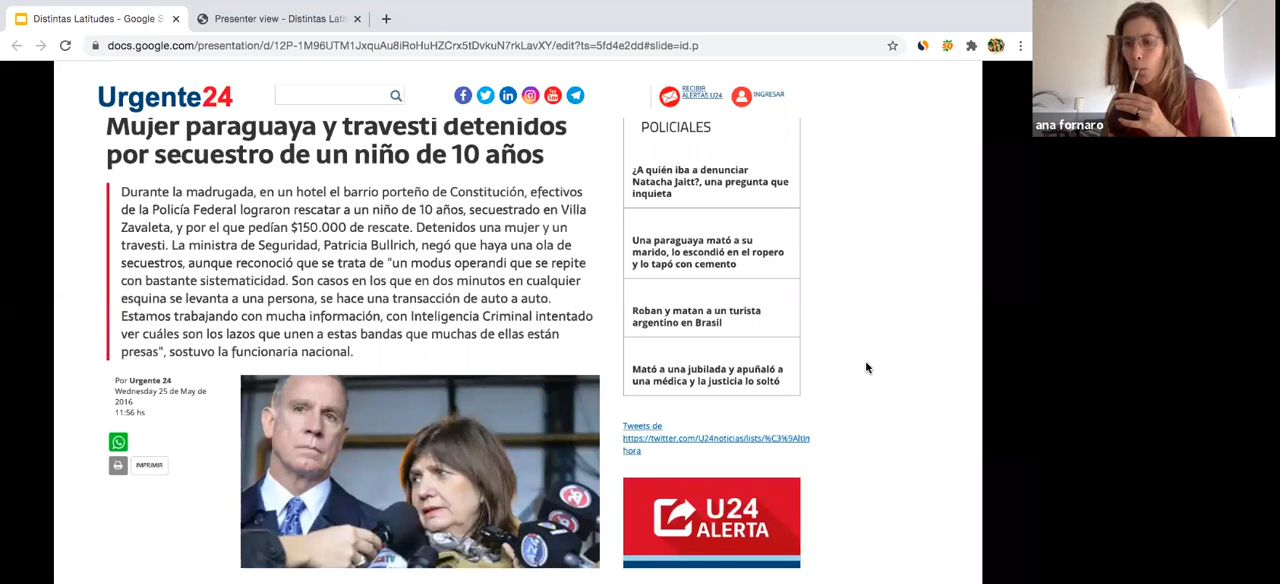 Distintas Latitudes - Google S
Presenter view - Distintas Lati
docs.google.com/presentation/d/12P-1M96UTM1JxquAu8iRoHuHZCrx5tDvkuN7rkLavXY/edit?ts=5fd4e2dd#slide=id.p
ana fornaro
Urgente24
RECIBIR
ALERTAS U24
INGRESAR
Mujer paraguaya y travesti detenidos
por secuestro de un niño de 10 años
Durante la madrugada, en un hotel el barrio porteño de Constitución, efectivos
de la Policía Federal lograron rescatar a un niño de 10 años, secuestrado en Villa
Zavaleta, y por el que pedían $150.000 de rescate. Detenidos una mujer y un
travesti. La ministra de Seguridad, Patricia Bullrich, negó que haya una ola de
secuestros, aunque reconoció que se trata de "un modus operandi que se repite
con bastante sistematicidad. Son casos en los que en dos minutos en cualquier
esquina se levanta a una persona, se hace una transacción de auto a auto.
Estamos trabajando con mucha información, con Inteligencia Criminal intentado
ver cuáles son los lazos que unen a estas bandas que muchas de ellas están
presas", sostuvo la funcionaria nacional.
Por Urgente 24
Wednesday 25 de May de
2016
11:56 hs
IMPRIMIR
POLICIALES
¿A quién iba a denunciar
Natacha Jaitt?, una pregunta que
inquieta
Una paraguaya mató a su
marido, lo escondió en el ropero
y lo tapó con cemento
Roban y matan a un turista
argentino en Brasil
Mató a una jubilada y apuñaló a
una médica y la justicia lo soltó
Tweets de
https://twitter.com/U24noticias/lists/%C3%9Altin
hora
U24
ALERTA